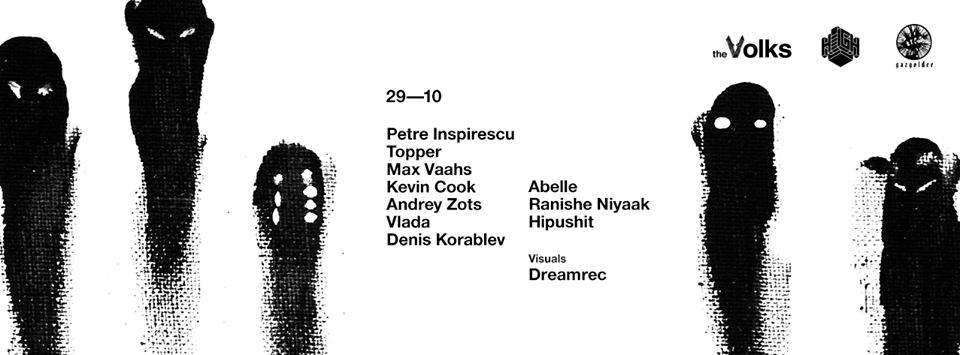 the Volks
gazgolder
29—10
Petre Inspirescu
Topper
Max Vaahs
Kevin Cook
Andrey Zots
Vlada
Denis Korablev
Abelle
Ranishe Niyaak
Hipushit
Visuals
Dreamrec